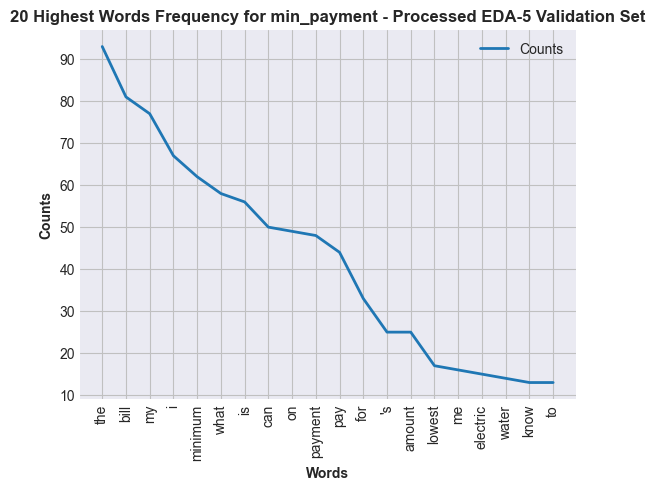 20 Highest Words Frequency for min_payment - Processed EDA-5 Validation Set
Counts
Counts
90
80
70
60
50
40
30
20
10
the
bill
my
i
minimum
what
is
can
on
payment
pay
for
's
amount
lowest
me
electric
water
know
to
Words